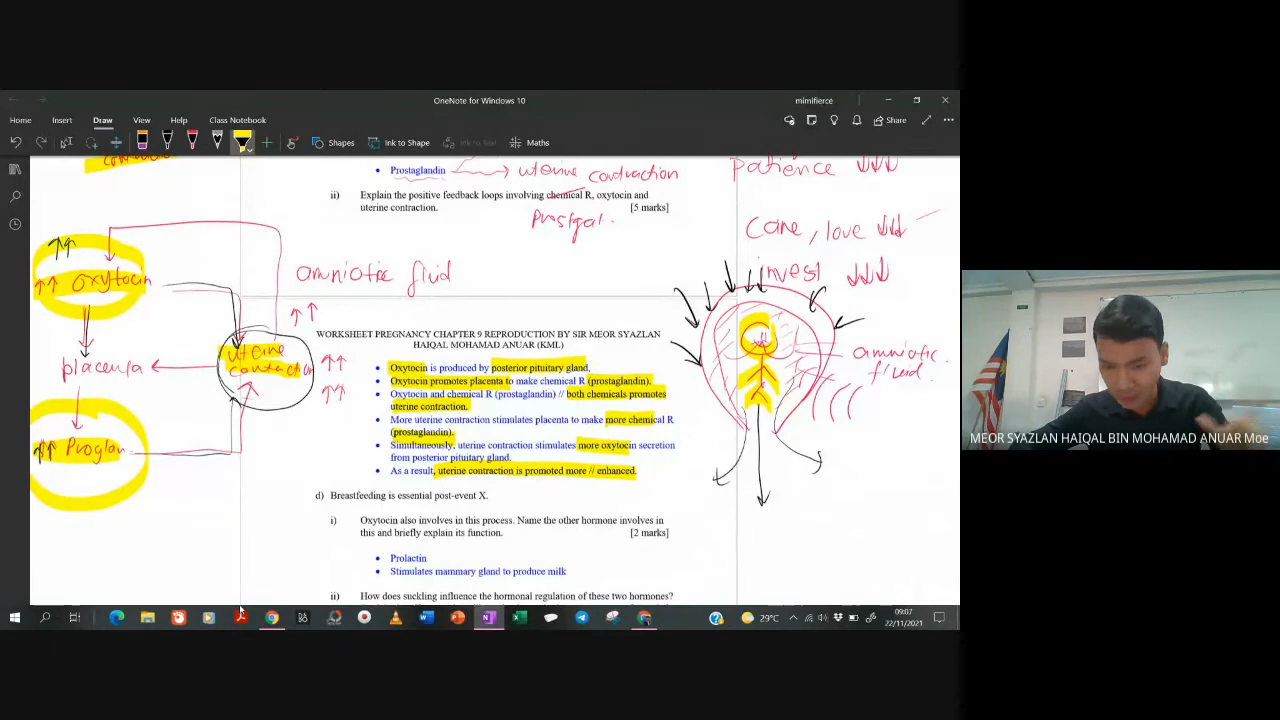 OneNote for Windows 10
mimifierce
Home Insert Draw View Help Class Notebook
Share
Shapes Ink to Shape Ink to Text Maths
• Prostaglandin
uterine contraction
patience
ii) Explain the positive feedback loops involving chemical R, oxytocin and
uterine contraction. [5 marks]
care, love
oxytocin
amniotic fluid
invest
WORKSHEET PREGNANCY CHAPTER 9 REPRODUCTION BY SIR MEOR SYAZLAN
HAIQAL MOHAMAD ANUAR (KML)
uterine
contraction
placenta
amniotic
fluid
• Oxytocin is produced by posterior pituitary gland,
• Oxytocin promotes placenta to make chemical R (prostaglandin).
• Oxytocin and chemical R (prostaglandin) // both chemicals promotes
uterine contraction.
• More uterine contraction stimulates placenta to make more chemical R
(prostaglandin).
• Simultaneously, uterine contraction stimulates more oxytocin secretion
from posterior pituitary gland.
• As a result, uterine contraction is promoted more // enhanced.
Proglan
d) Breastfeeding is essential post-event X.
i) Oxytocin also involves in this process. Name the other hormone involves in
this and briefly explain its function. [2 marks]
• Prolactin
• Stimulates mammary gland to produce milk
ii) How does suckling influence the hormonal regulation of these two hormones?
29°C
09:07
22/11/2021
MEOR SYAZLAN HAIQAL BIN MOHAMAD ANUAR Moe